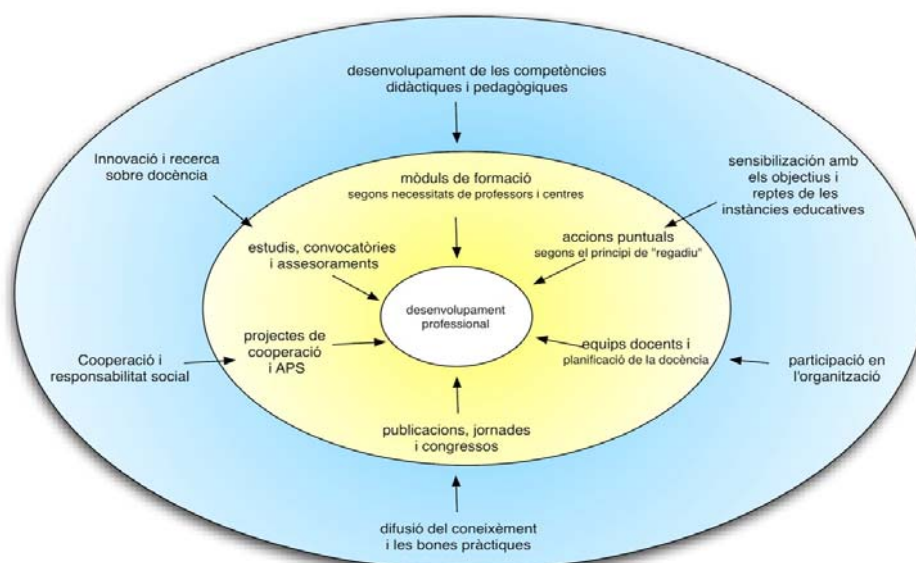 desenvolupament de les competències
didàctiques i pedagògiques
Innovació i recerca
sobre docència
sensibilización amb
els objectius i
reptes de les
instàncies educatives
mòduls de formació
segons necessitats de professors i centres
accions puntuals
segons el principi de "regadiu"
estudis, convocatòries
i assesoraments
desenvolupament
professional
projectes de
cooperació
i APS
equips docents i
planificació de la docència
Cooperació i
responsabilitat social
participació en
l'organització
publicacions, jornades
i congressos
difusió del coneixèment
i les bones pràctiques